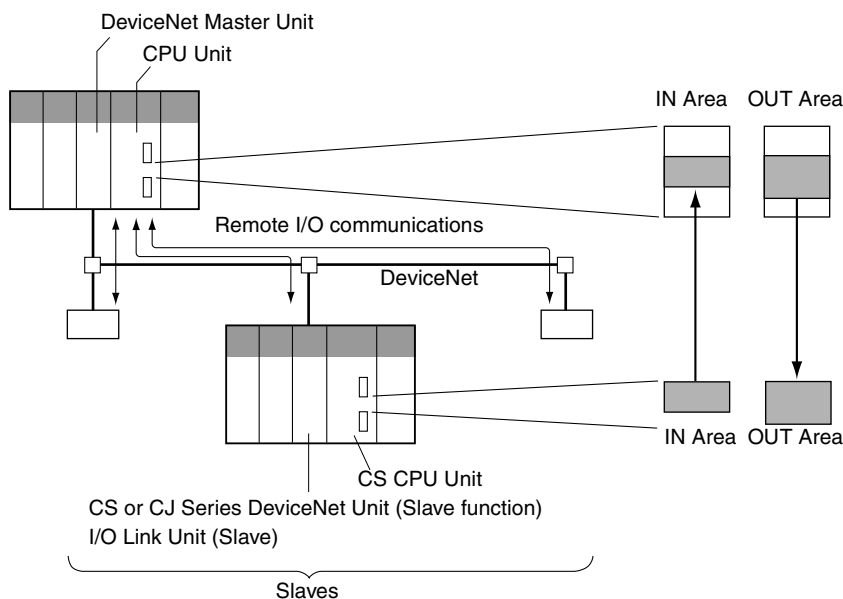 DeviceNet Master Unit
CPU Unit
IN Area
OUT Area
Remote I/O communications
DeviceNet
IN Area
OUT Area
CS CPU Unit
CS or CJ Series DeviceNet Unit (Slave function)
I/O Link Unit (Slave)
Slaves